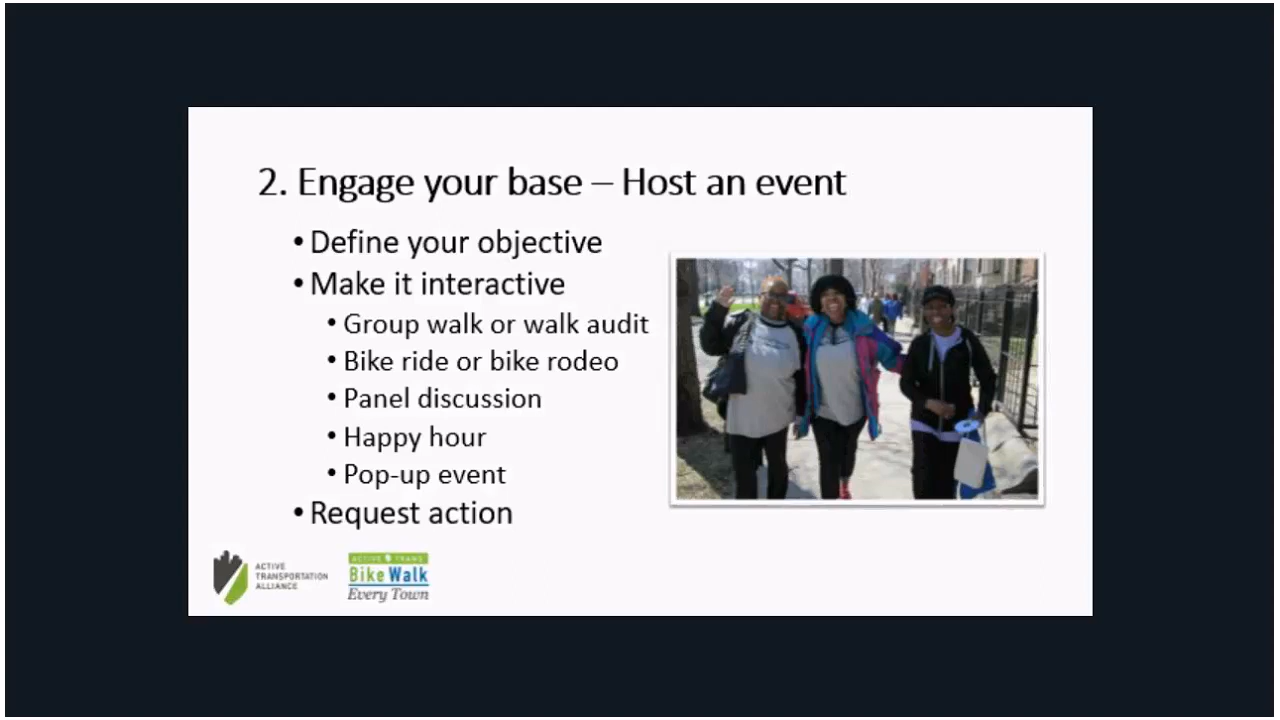 2. Engage your base – Host an event
• Define your objective
• Make it interactive
• Group walk or walk audit
• Bike ride or bike rodeo
• Panel discussion
• Happy hour
• Pop-up event
• Request action
ACTIVE
TRANSPORTATION
ALLIANCE
ACTIVE TRANS
Bike Walk
Every Town